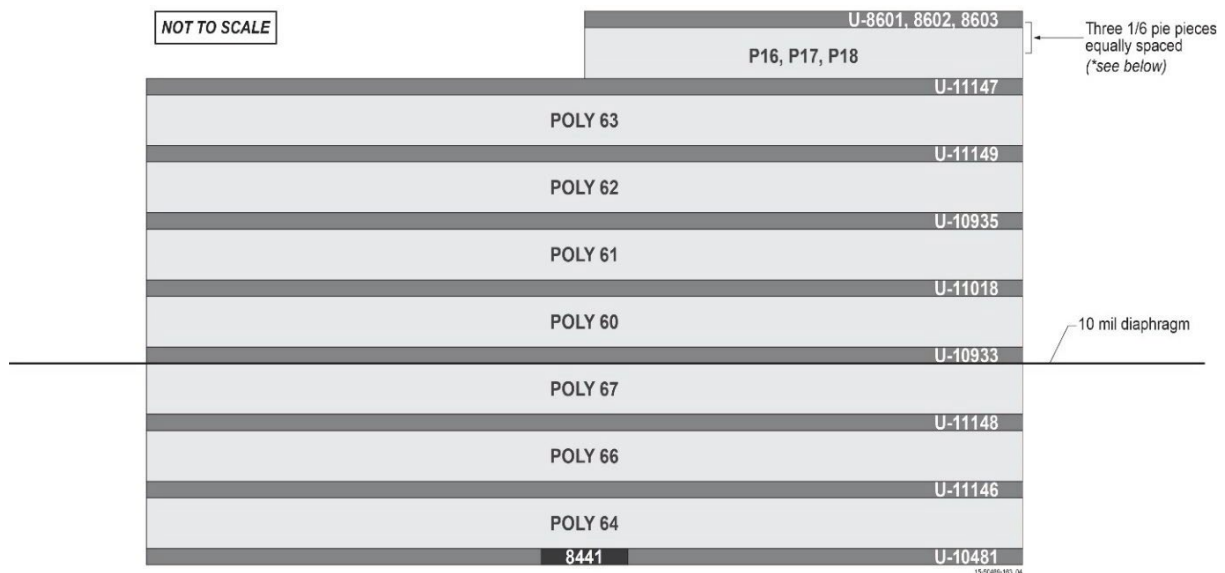 NOT TO SCALE
U-8601, 8602, 8603
Three 1/6 pie pieces
equally spaced
(*see below)
P16, P17, P18
U-11147
POLY 63
U-11149
POLY 62
U-10935
POLY 61
U-11018
POLY 60
10 mil diaphragm
U-10933
POLY 67
U-11148
POLY 66
U-11146
POLY 64
8441
U-10481